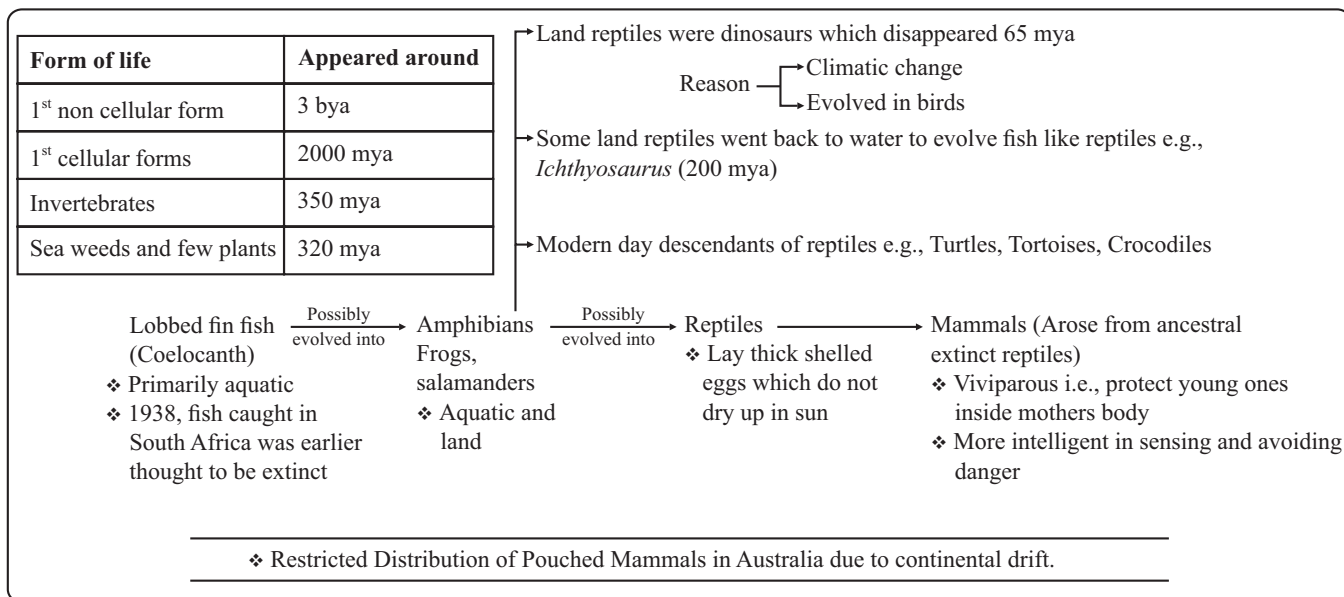 Form of life Appeared around
1st non cellular form 3 bya
1st cellular forms 2000 mya
Invertebrates 350 mya
Sea weeds and few plants 320 mya
Land reptiles were dinosaurs which disappeared 65 mya
Reason
Climatic change
Evolved in birds
Some land reptiles went back to water to evolve fish like reptiles e.g.,
Ichthyosaurus (200 mya)
Modern day descendants of reptiles e.g., Turtles, Tortoises, Crocodiles
Lobbed fin fish
(Coelocanth)
❖ Primarily aquatic
❖ 1938, fish caught in
South Africa was earlier
thought to be extinct
Possibly
evolved into
Amphibians
Frogs,
salamanders
❖ Aquatic and
land
Possibly
evolved into
Reptiles
❖ Lay thick shelled
eggs which do not
dry up in sun
Mammals (Arose from ancestral
extinct reptiles)
❖ Viviparous i.e., protect young ones
inside mothers body
❖ More intelligent in sensing and avoiding
danger
❖ Restricted Distribution of Pouched Mammals in Australia due to continental drift.